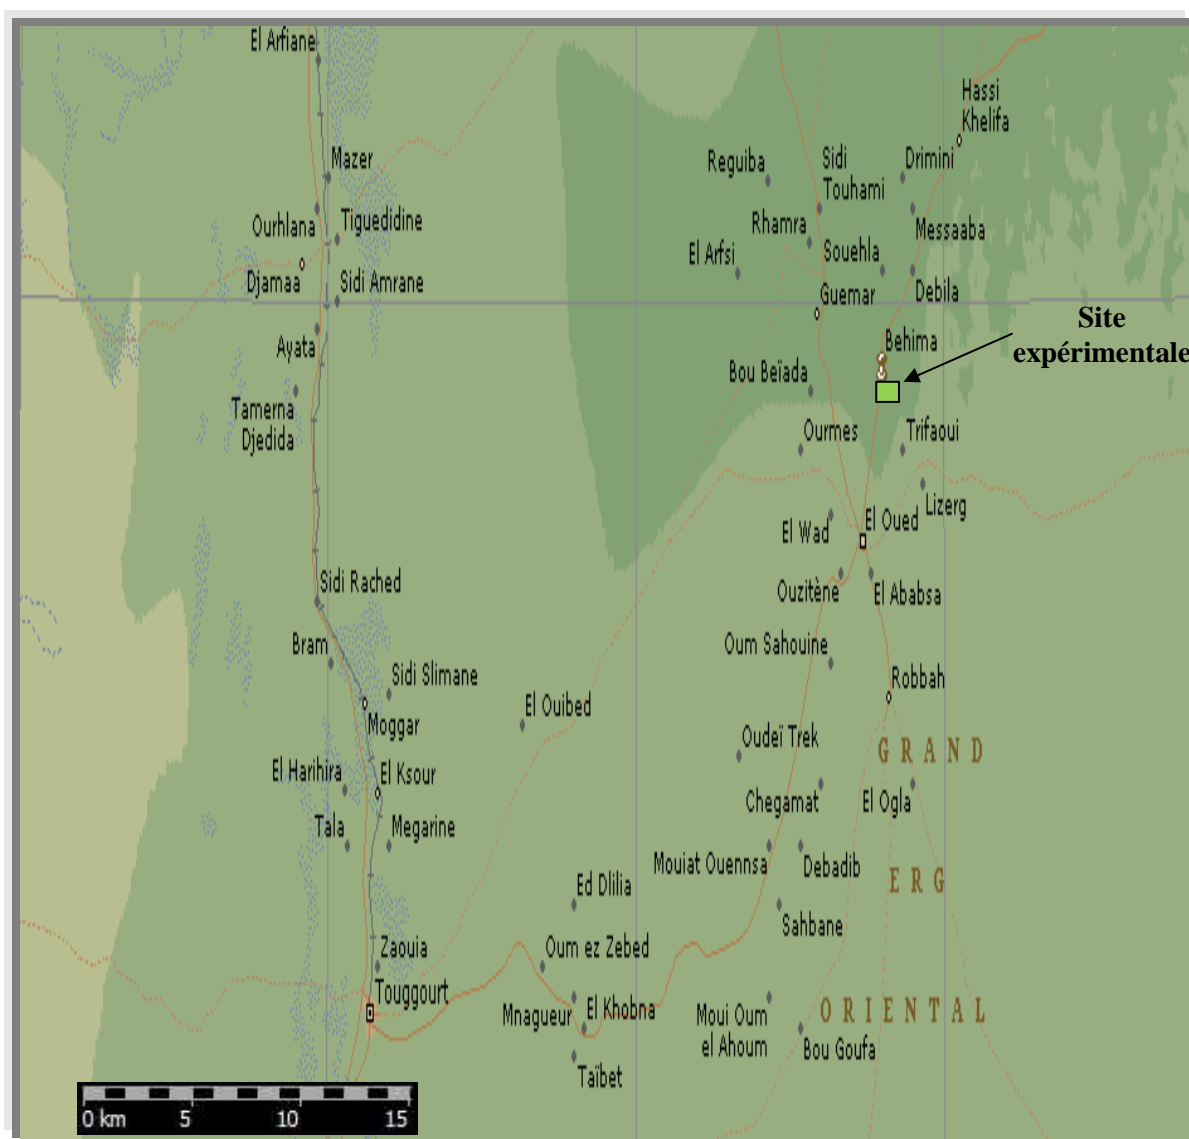 El Arfiane
Hassi
Khelifa
Mazer
Reguiba
Sidi
Touhami
Drimini
Ourhlana
Tiguedidine
Rhamra
Messaaba
El Arfsi
Souehla
Djamaa
Sidi Amrane
Guemar
Debila
Site
expérimentale
Ayata
Behima
Bou Beïada
Tamerna
Djedida
Ourmes
Trifaoui
El Wad
El Oued
Lizerg
Sidi Rached
Ouzitène
El Ababsa
Bram
Oum Sahouine
Sidi Slimane
Robbah
El Ouibed
Moggar
Oudeï Trek
GRAND
El Harihira
El Ksour
Chegamat
El Ogla
Tala
Megarine
Mouiat Ouennsa
Debadib
Ed Dlilia
ERG
Sahbane
Zaouia
Oum ez Zebed
Touggourt
Mnagueur
El Khobna
Moui Oum
el Ahoum
ORIENTAL
Bou Goufa
Taïbet
0 km 5 10 15